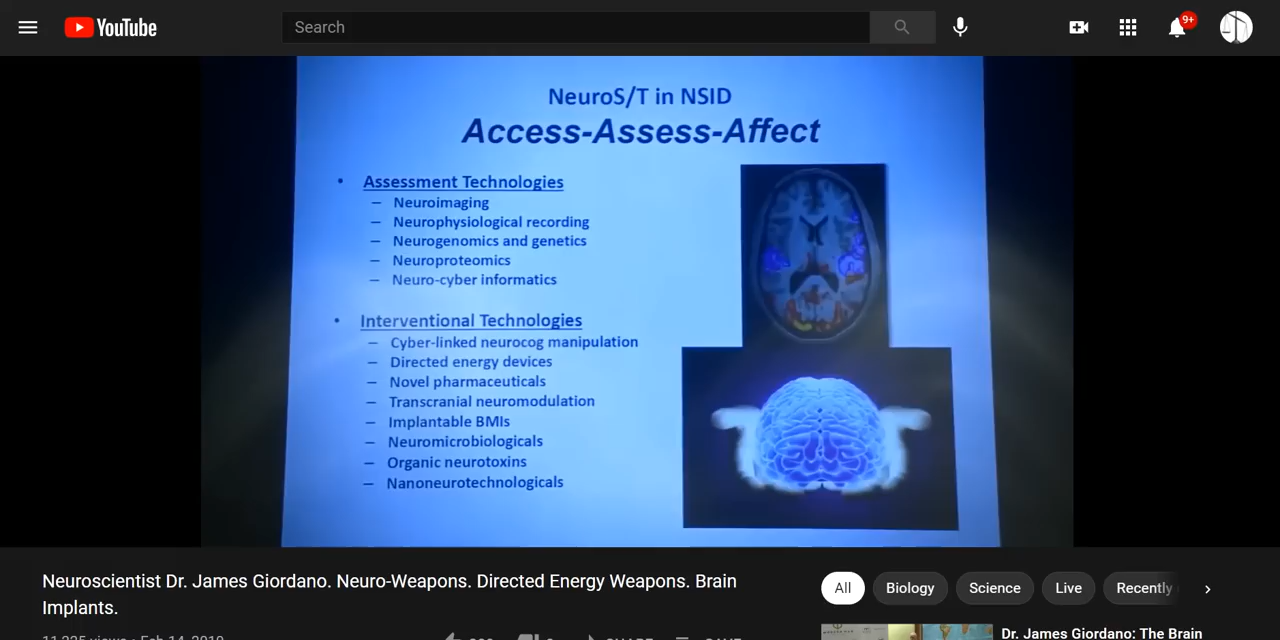 YouTube
Search
9+
NeuroS/T in NSID
Access-Assess-Affect
• Assessment Technologies
– Neuroimaging
– Neurophysiological recording
– Neurogenomics and genetics
– Neuroproteomics
– Neuro-cyber informatics
• Interventional Technologies
– Cyber-linked neurocog manipulation
– Directed energy devices
– Novel pharmaceuticals
– Transcranial neuromodulation
– Implantable BMIs
– Neuromicrobiologicals
– Organic neurotoxins
– Nanoneurotechnologicals
Neuroscientist Dr. James Giordano. Neuro-Weapons. Directed Energy Weapons. Brain
Implants.
All Biology Science Live Recently
Dr. James Giordano: The Brain